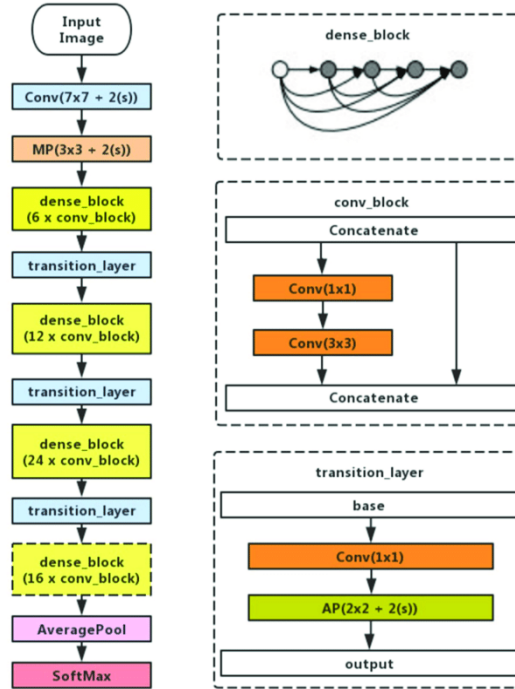 Input
Image
Conv(7x7 + 2(s))
MP(3x3 + 2(s))
dense_block
(6 x conv_block)
transition_layer
dense_block
(12 x conv_block)
transition_layer
dense_block
(24 x conv_block)
transition_layer
dense_block
(16 x conv_block)
AveragePool
SoftMax
dense_block
conv_block
Concatenate
Conv(1x1)
Conv(3x3)
Concatenate
transition_layer
base
Conv(1x1)
AP(2x2 + 2(s))
output